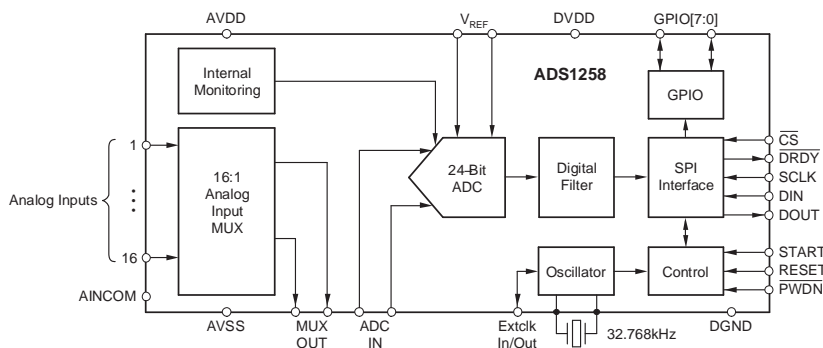 AVDD
VREF
DVDD
GPIO[7:0]
ADS1258
Internal
Monitoring
GPIO
1
16:1
Analog
Input
MUX
Analog Inputs
16
24-Bit
ADC
Digital
Filter
SPI
Interface
CS
DRDY
SCLK
DIN
DOUT
Oscillator
Control
START
RESET
PWDN
AINCOM
AVSS
MUX
OUT
ADC
IN
Extclk
In/Out
32.768kHz
DGND